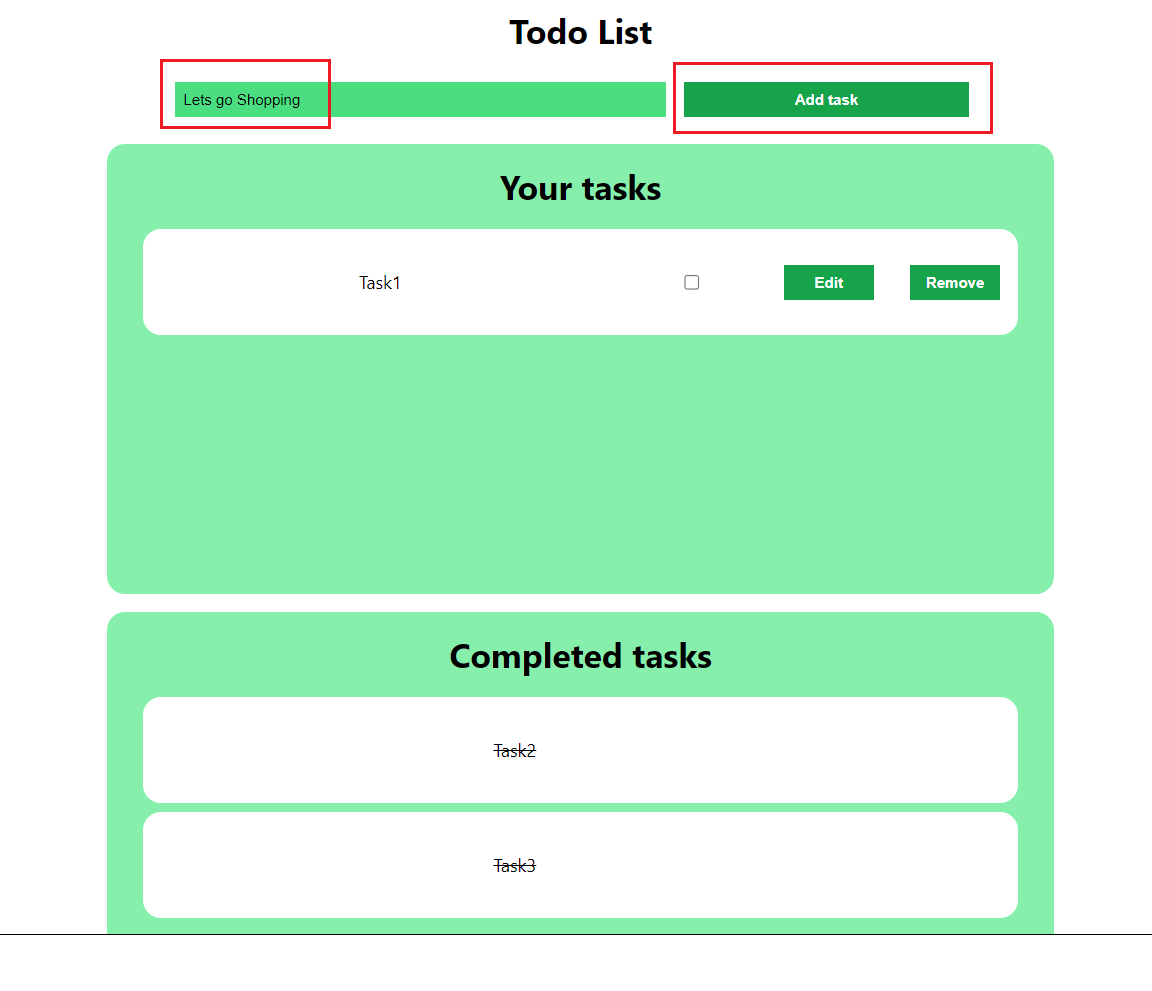 Todo List
Lets go Shopping
Add task
Your tasks
Task1
Edit
Remove
Completed tasks
Task2
Task3